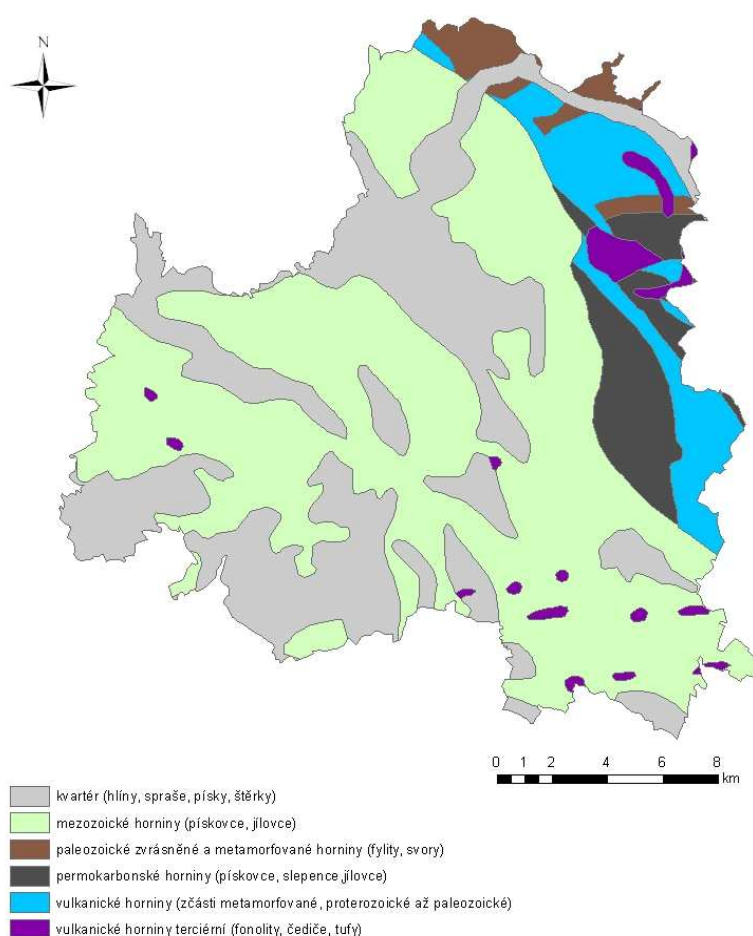 N
0 1 2 4 6 8
km
kvartér (hlíny, spraše, písky, štěrky)
mezozoické horniny (pískovce, jílovce)
paleozoické zvrásněné a metamorfované horniny (fylity, svory)
permokarbonské horniny (pískovce, slepence,jílovce)
vulkanické horniny (zčásti metamorfované, proterozoické až paleozoické)
vulkanické horniny terciérní (fonolity, čediče, tufy)